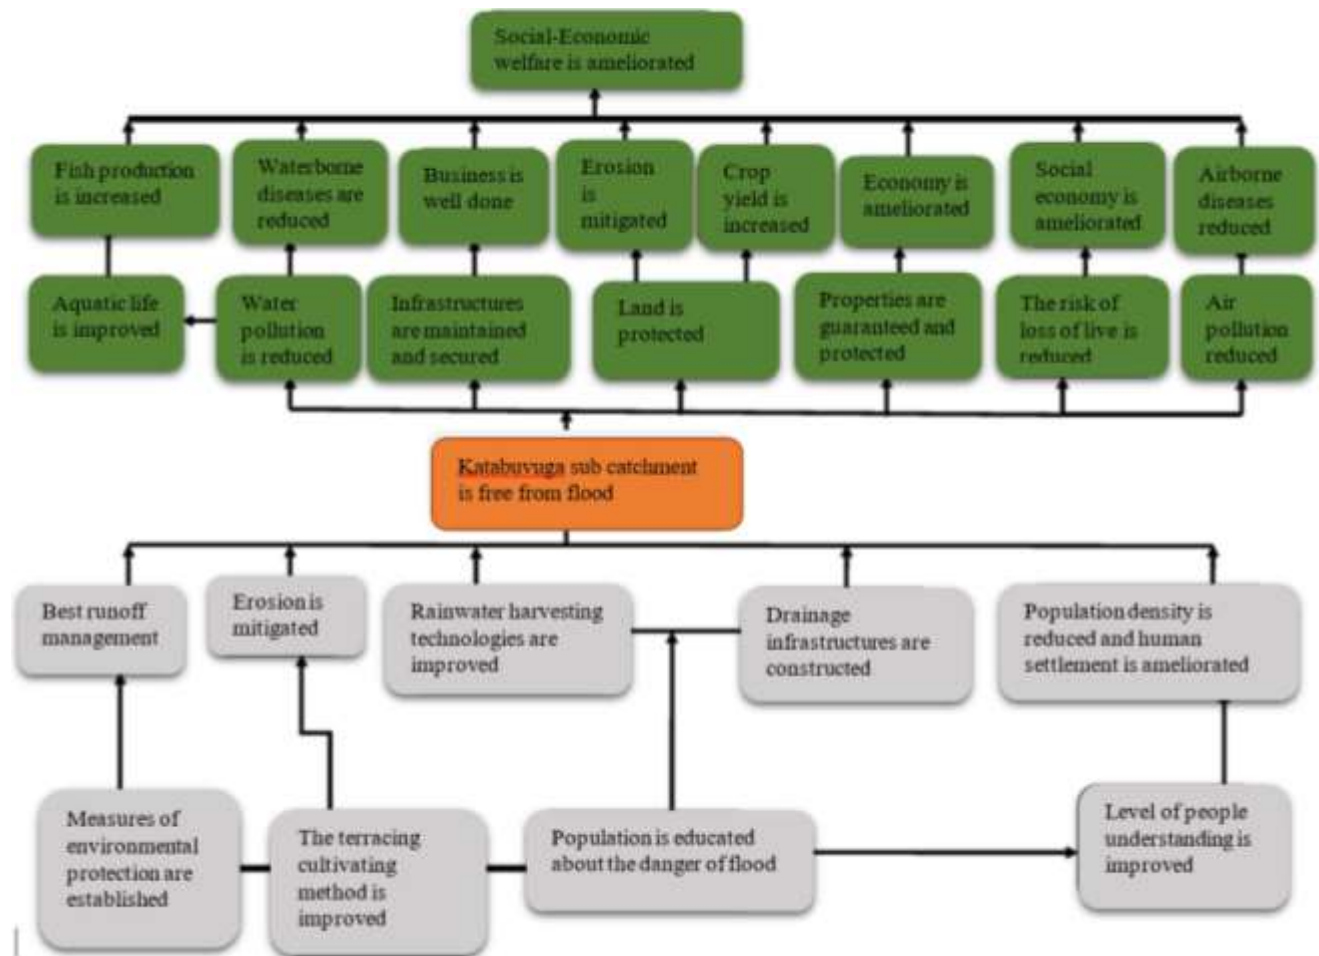 Social-Economic
welfare is ameliorated
Fish production
is increased
Waterborne
diseases are
reduced
Business is
well done
Erosion
is
mitigated
Crop
yield is
increased
Economy is
ameliorated
Social
economy is
ameliorated
Airborne
diseases
reduced
Aquatic life
is improved
Water
pollution
is reduced
Infrastructures
are maintained
and secured
Land is
protected
Properties are
guaranteed and
protected
The risk of
loss of live is
reduced
Air
pollution
reduced
Katabuvuga sub catchment
is free from flood
Best runoff
management
Erosion is
mitigated
Rainwater harvesting
technologies are
improved
Drainage
infrastructures are
constructed
Population density is
reduced and human
settlement is ameliorated
Measures of
environmental
protection are
established
The terracing
cultivating
method is
improved
Population is educated
about the danger of flood
Level of people
understanding is
improved